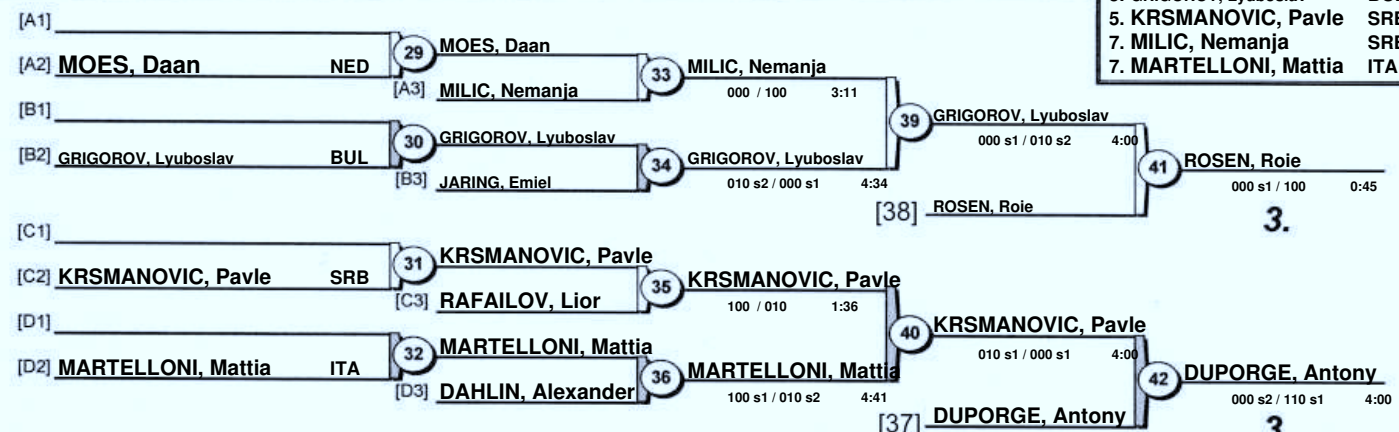 5. GRIGOROV, Lyuboslav BUL
5. KRSMANOVIC, Pavle SRB
7. MILIC, Nemanja SRB
7. MARTELLONI, Mattia ITA
[A1]
[A2] MOES, Daan NED
29 MOES, Daan
[A3] MILIC, Nemanja
33 MILIC, Nemanja
000 / 100 3:11
[B1]
[B2] GRIGOROV, Lyuboslav BUL
30 GRIGOROV, Lyuboslav
[B3] JARING, Emiel
34 GRIGOROV, Lyuboslav
010 s2 / 000 s1 4:34
39 GRIGOROV, Lyuboslav
000 s1 / 010 s2 4:00
[38] ROSEN, Roie
41 ROSEN, Roie
000 s1 / 100 0:45
3.
[C1]
[C2] KRSMANOVIC, Pavle SRB
31 KRSMANOVIC, Pavle
[C3] RAFAILOV, Lior
35 KRSMANOVIC, Pavle
100 / 010 1:36
[D1]
[D2] MARTELLONI, Mattia ITA
32 MARTELLONI, Mattia
[D3] DAHLIN, Alexander
36 MARTELLONI, Mattia
100 s1 / 010 s2 4:41
40 KRSMANOVIC, Pavle
010 s1 / 000 s1 4:00
[37] DUPORGE, Antony
42 DUPORGE, Antony
000 s2 / 110 s1 4:00
3.